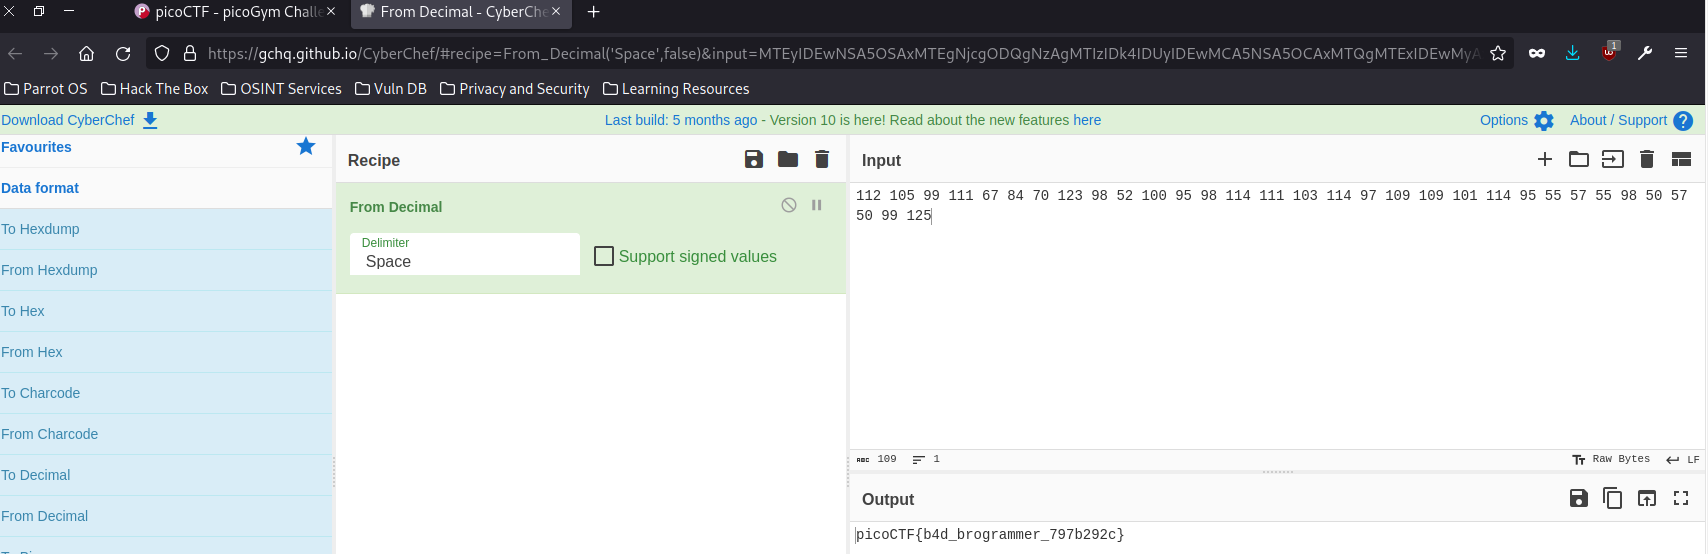 picoCTF - picoGym Challe
From Decimal - CyberChe
https://gchq.github.io/CyberChef/#recipe=From_Decimal('Space',false)&input=MTEyIDEwNSA5OSAxMTEgNjcgODQgNzAgMTIzIDk4IDUyIDEwMCA5NSA5OCAxMTQgMTExIDEwMyA
1
Parrot OS Hack The Box OSINT Services Vuln DB Privacy and Security Learning Resources
Download CyberChef
Last build: 5 months ago - Version 10 is here! Read about the new features here
Options About / Support
Favourites
Data format
To Hexdump
From Hexdump
To Hex
From Hex
To Charcode
From Charcode
To Decimal
From Decimal
Recipe
From Decimal
Delimiter
Space
Support signed values
Input
112 105 99 111 67 84 70 123 98 52 100 95 98 114 111 103 114 97 109 109 101 114 95 55 57 55 98 50 57
50 99 125
ABC 109 1
Raw Bytes LF
Output
picoCTF{b4d_brogrammer_797b292c}